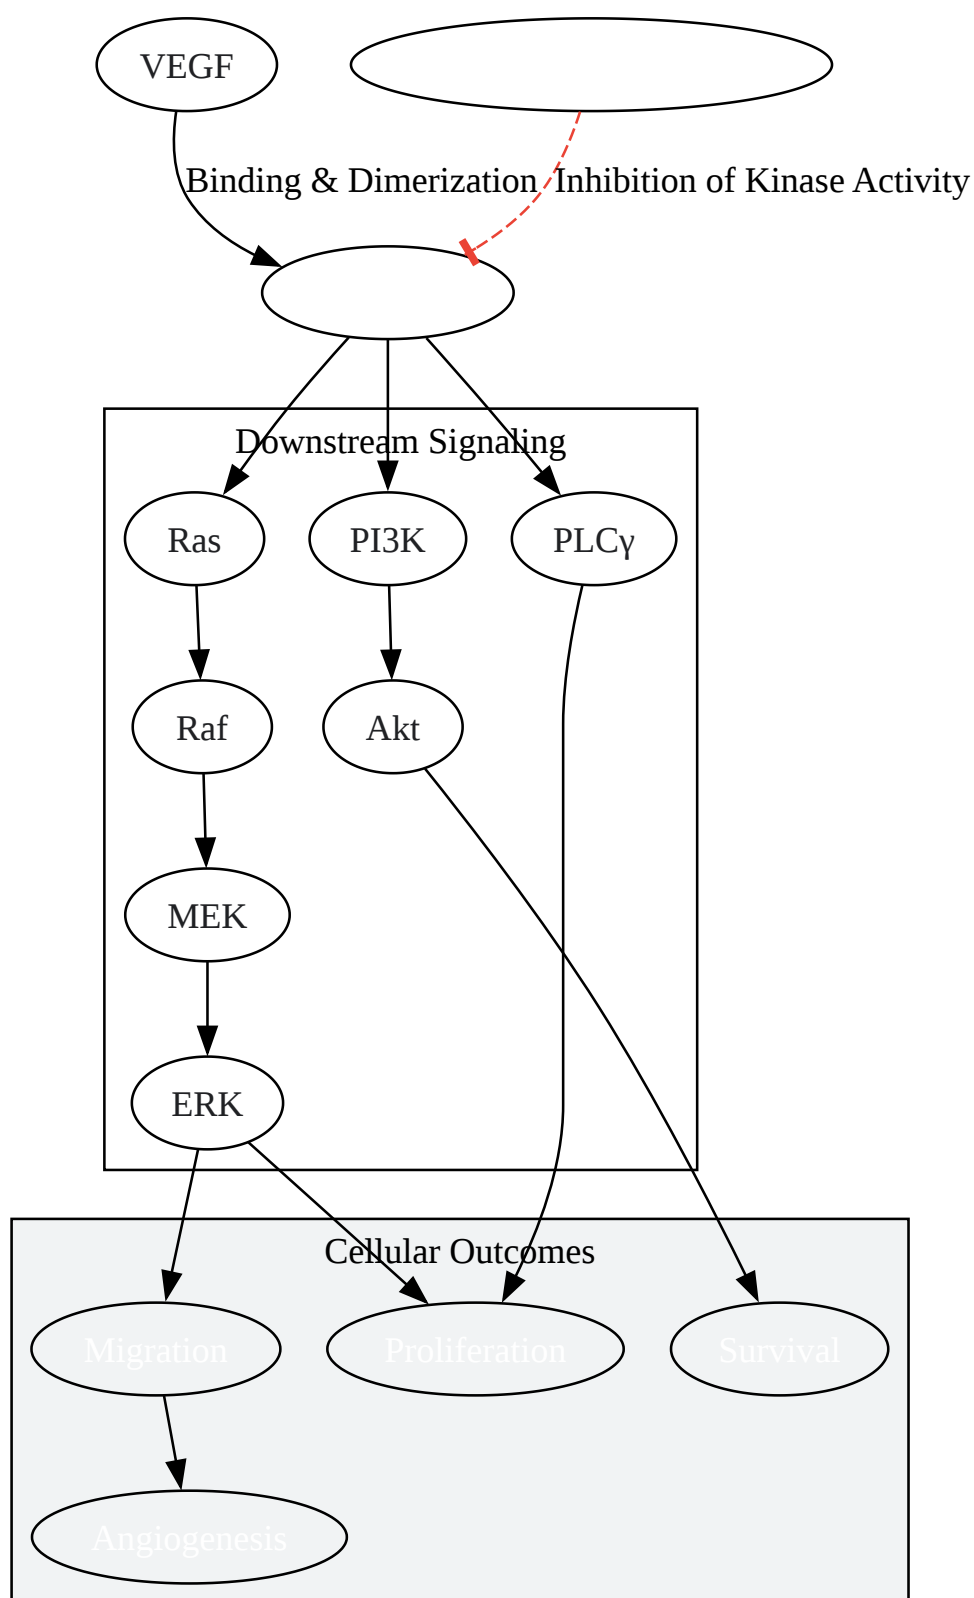 VEGF
Binding & Dimerization
Inhibition of Kinase Activity
Downstream Signaling
Ras
PI3K
PLCγ
Raf
Akt
MEK
ERK
Cellular Outcomes
Migration
Proliferation
Survival
Angiogenesis